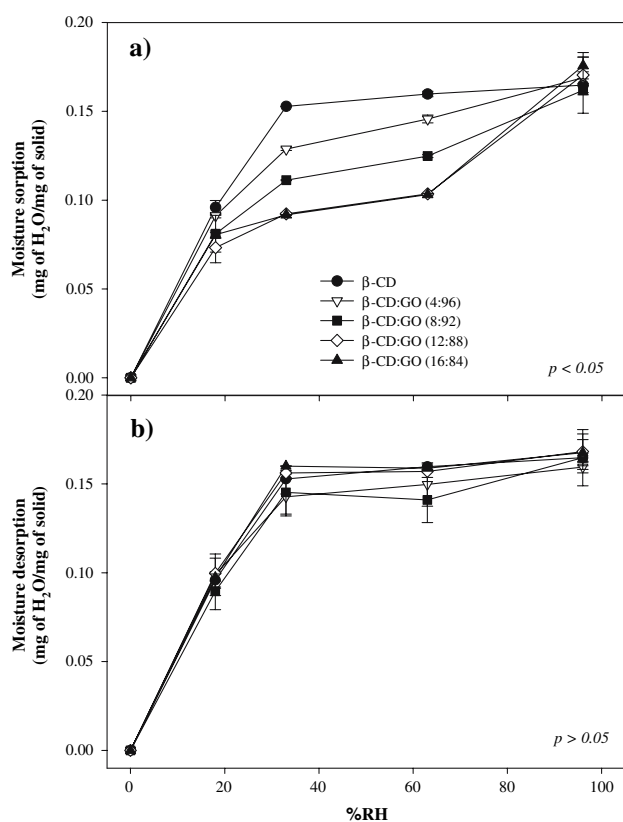 a)
Moisture sorption
(mg of H₂O/mg of solid)
0.20
0.15
0.10
0.05
0.00
β-CD
β-CD:GO (4:96)
β-CD:GO (8:92)
β-CD:GO (12:88)
β-CD:GO (16:84)
p < 0.05
b)
Moisture desorption
(mg of H₂O/mg of solid)
0.20
0.15
0.10
0.05
0.00
p > 0.05
0 20 40 60 80 100
%RH